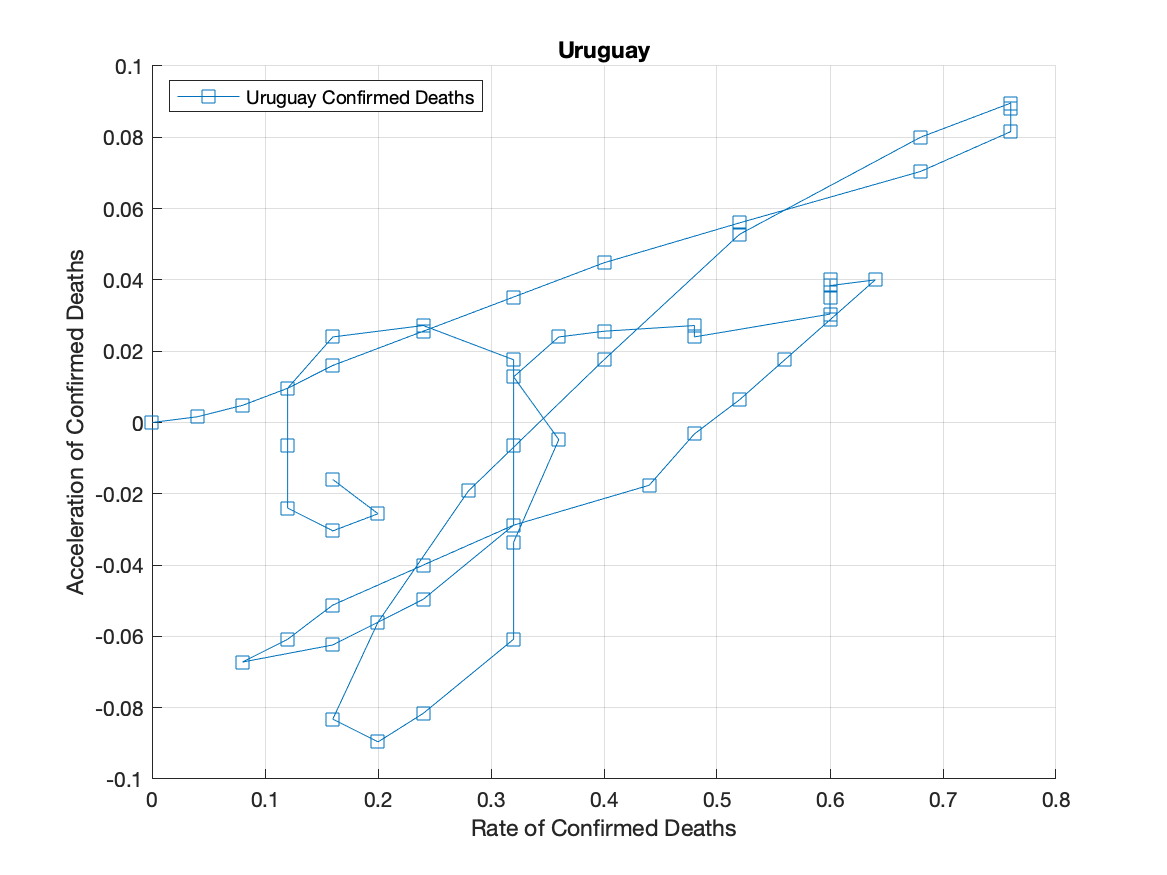 Uruguay
Uruguay Confirmed Deaths
Acceleration of Confirmed Deaths
0.1
0.08
0.06
0.04
0.02
0
-0.02
-0.04
-0.06
-0.08
-0.1
0 0.1 0.2 0.3 0.4 0.5 0.6 0.7 0.8
Rate of Confirmed Deaths